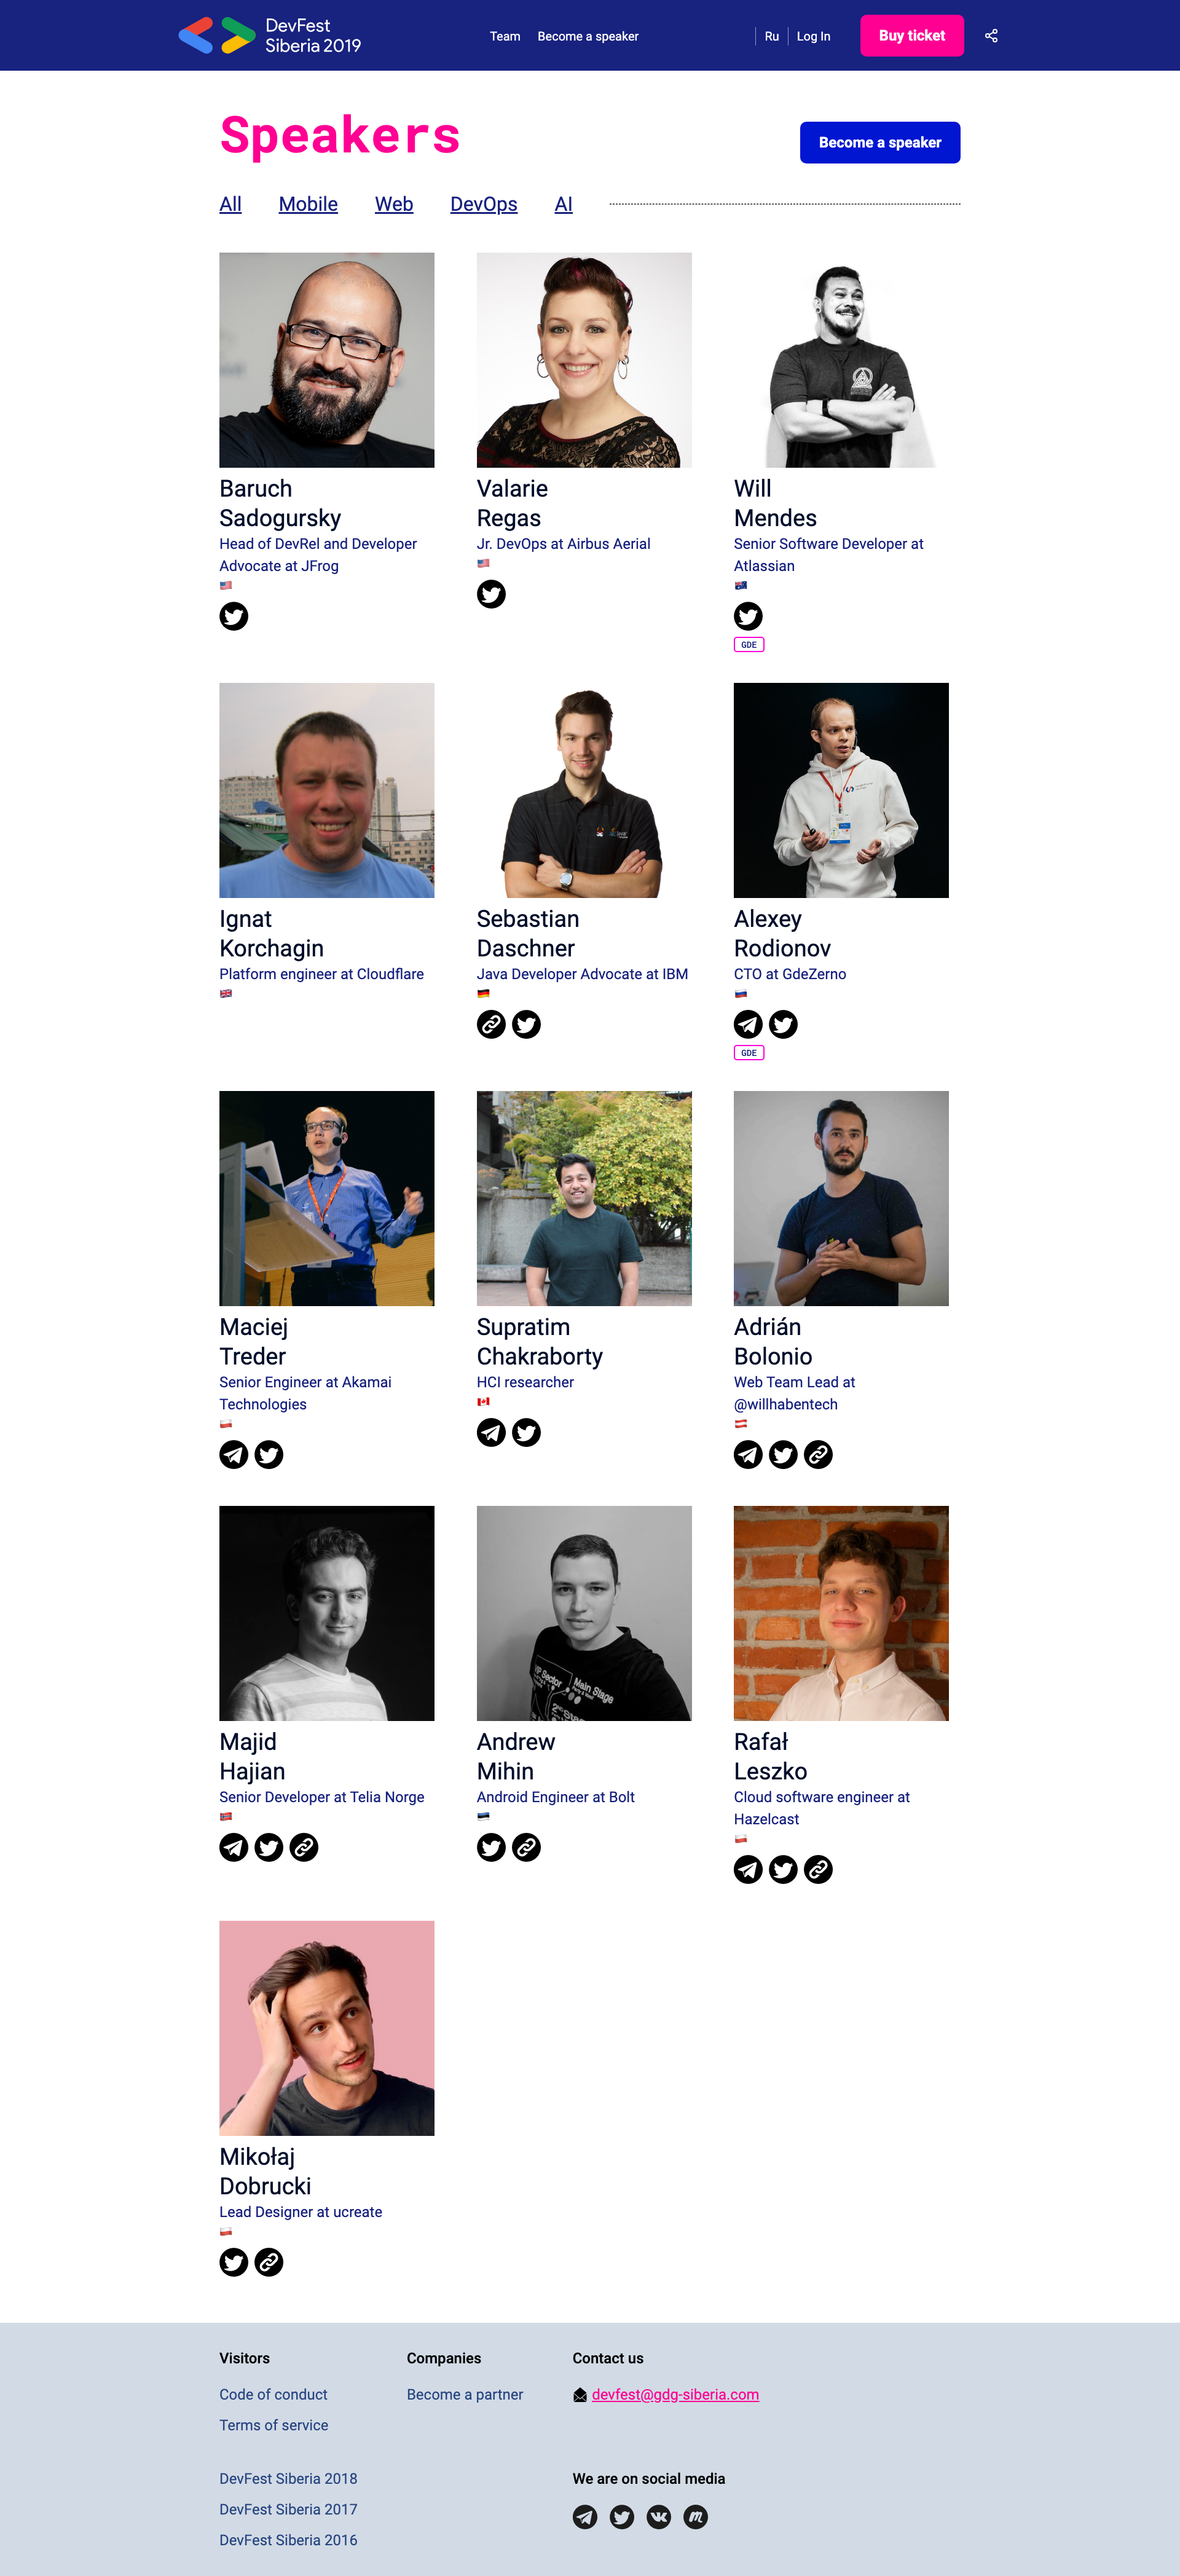 DevFest
Siberia 2019
Team
Become a speaker
Ru
Log In
Buy ticket
Speakers
Become a speaker
All
Mobile
Web
DevOps
AI
Baruch
Sadogursky
Head of DevRel and Developer
Advocate at JFrog
Valarie
Regas
Jr. DevOps at Airbus Aerial
Will
Mendes
Senior Software Developer at
Atlassian
GDE
Ignat
Korchagin
Platform engineer at Cloudflare
Sebastian
Daschner
Java Developer Advocate at IBM
Alexey
Rodionov
CTO at GdeZerno
GDE
Maciej
Treder
Senior Engineer at Akamai
Technologies
Supratim
Chakraborty
HCI researcher
Adrián
Bolonio
Web Team Lead at
@willhabentech
Majid
Hajian
Senior Developer at Telia Norge
Main Stage
Andrew
Mihin
Android Engineer at Bolt
Rafał
Leszko
Cloud software engineer at
Hazelcast
Mikołaj
Dobrucki
Lead Designer at ucreate
Visitors
Code of conduct
Terms of service
DevFest Siberia 2018
DevFest Siberia 2017
DevFest Siberia 2016
Companies
Become a partner
Contact us
devfest@gdg-siberia.com
We are on social media